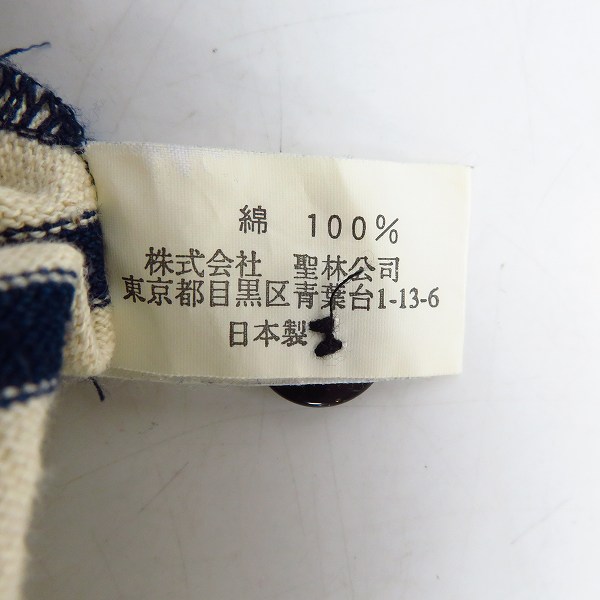 綿 100%
株式会社 聖林公司
東京都目黒区青葉台1-13-6
日本製